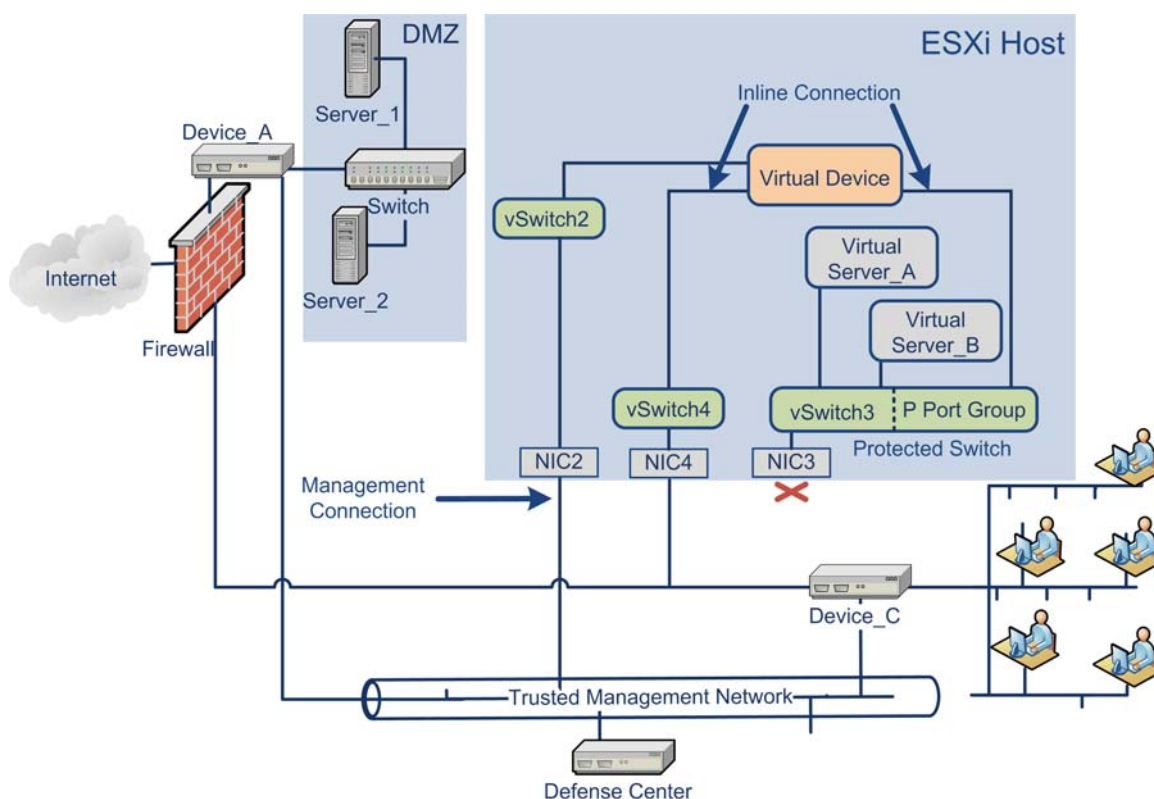 DMZ
Server_1
Device_A
Switch
Server_2
Internet
Firewall
ESXi Host
Inline Connection
Virtual Device
vSwitch2
Virtual
Server_A
Virtual
Server_B
vSwitch4
vSwitch3
P Port Group
Protected Switch
NIC2
NIC4
NIC3
Management
Connection
Device_C
Trusted Management Network
Defense Center